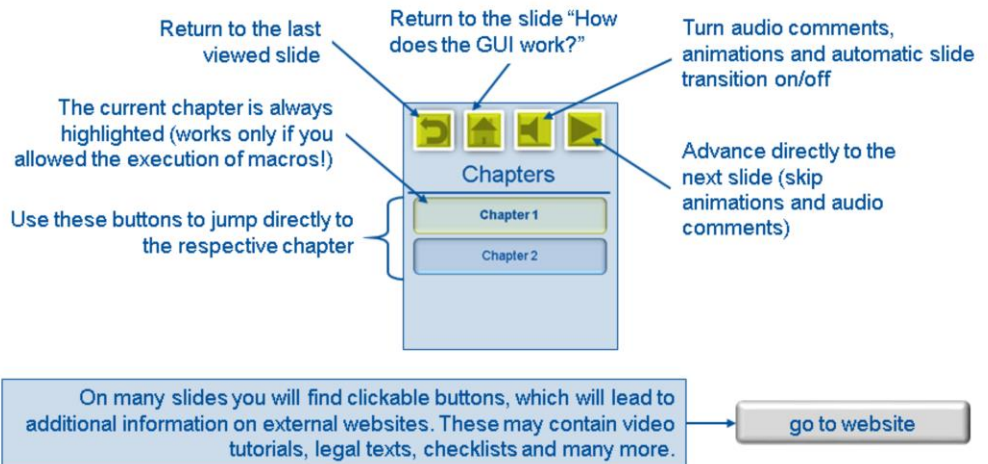 Return to the last
viewed slide
Return to the slide “How
does the GUI work?”
Turn audio comments,
animations and automatic slide
transition on/off
The current chapter is always
highlighted (works only if you
allowed the execution of macros!)
Advance directly to the
next slide (skip
animations and audio
comments)
Use these buttons to jump directly to
the respective chapter
Chapters
Chapter 1
Chapter 2
On many slides you will find clickable buttons, which will lead to
additional information on external websites. These may contain video
tutorials, legal texts, checklists and many more.
go to website